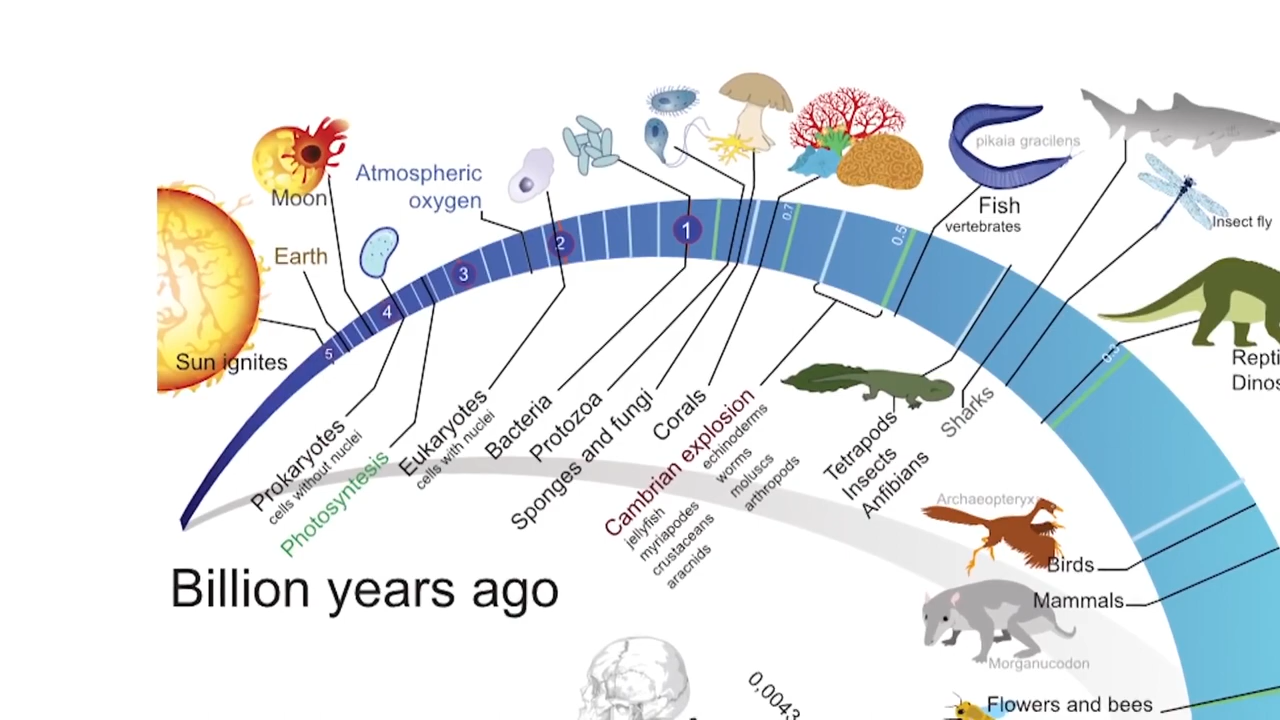 pikaia gracilens
Atmospheric
oxygen
Moon
Fish
vertebrates
Insect fly
Earth
0.7
0.5
1
2
3
4
5
0.3
Sun ignites
Repti
Dinos
Prokaryotes
cells without nuclei
Photosyntesis
Eukaryotes
cells with nuclei
Bacteria
Protozoa
Sponges and fungi
Corals
Cambrian explosion
echinoderms
worms
moluscs
arthropods
jellyfish
myriapodes
crustaceans
aracnids
Tetrapods
Insects
Anfibians
Sharks
Archaeopteryx
Birds
Mammals
Morganucodon
Billion years ago
0,0043
Flowers and bees